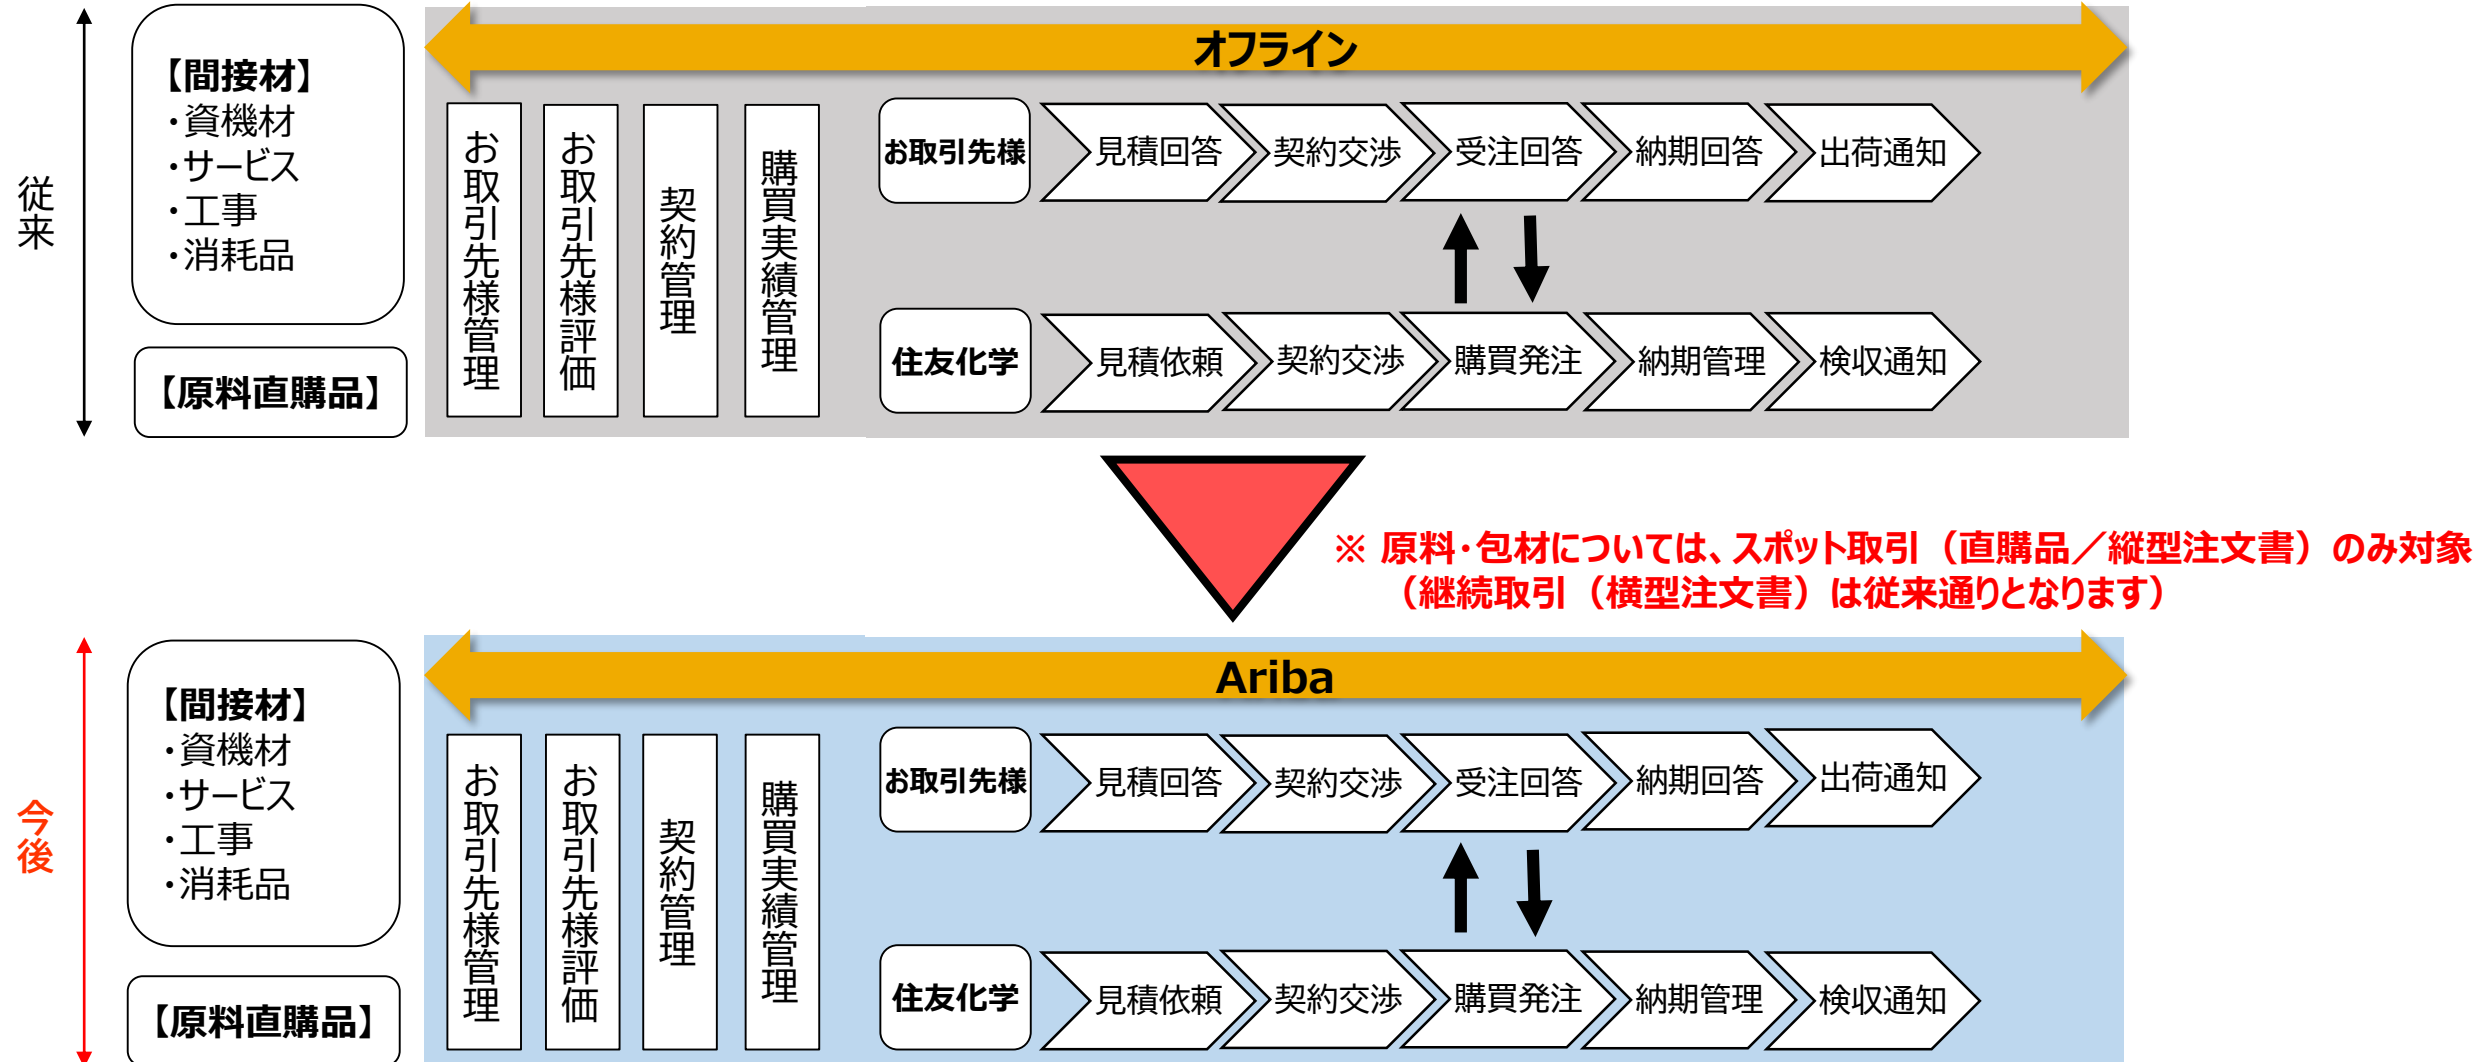 従来
【間接材】
・資機材
・サービス
・工事
・消耗品
【原料直購品】
オフライン
お取引先様管理
お取引先様評価
契約管理
購買実績管理
お取引先様
見積回答
契約交渉
受注回答
納期回答
出荷通知
住友化学
見積依頼
契約交渉
購買発注
納期管理
検収通知
※ 原料・包材については、スポット取引（直購品／縦型注文書）のみ対象
（継続取引（横型注文書）は従来通りとなります）
今後
【間接材】
・資機材
・サービス
・工事
・消耗品
【原料直購品】
Ariba
お取引先様管理
お取引先様評価
契約管理
購買実績管理
お取引先様
見積回答
契約交渉
受注回答
納期回答
出荷通知
住友化学
見積依頼
契約交渉
購買発注
納期管理
検収通知